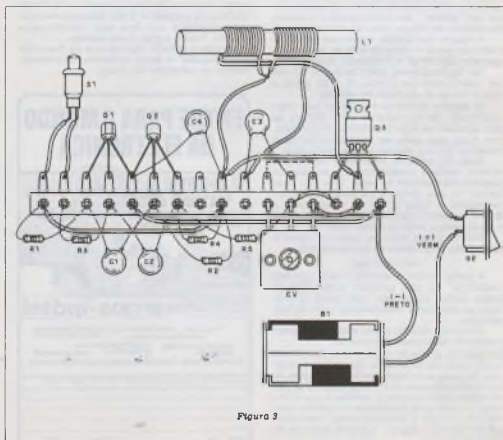 L1
S1
Q1
Q2
C4
C3
Q3
R1
R3
C1
C2
R4
R2
R5
CV
(+)
VERM
S2
(-)
PRETO
B1
Figura 3